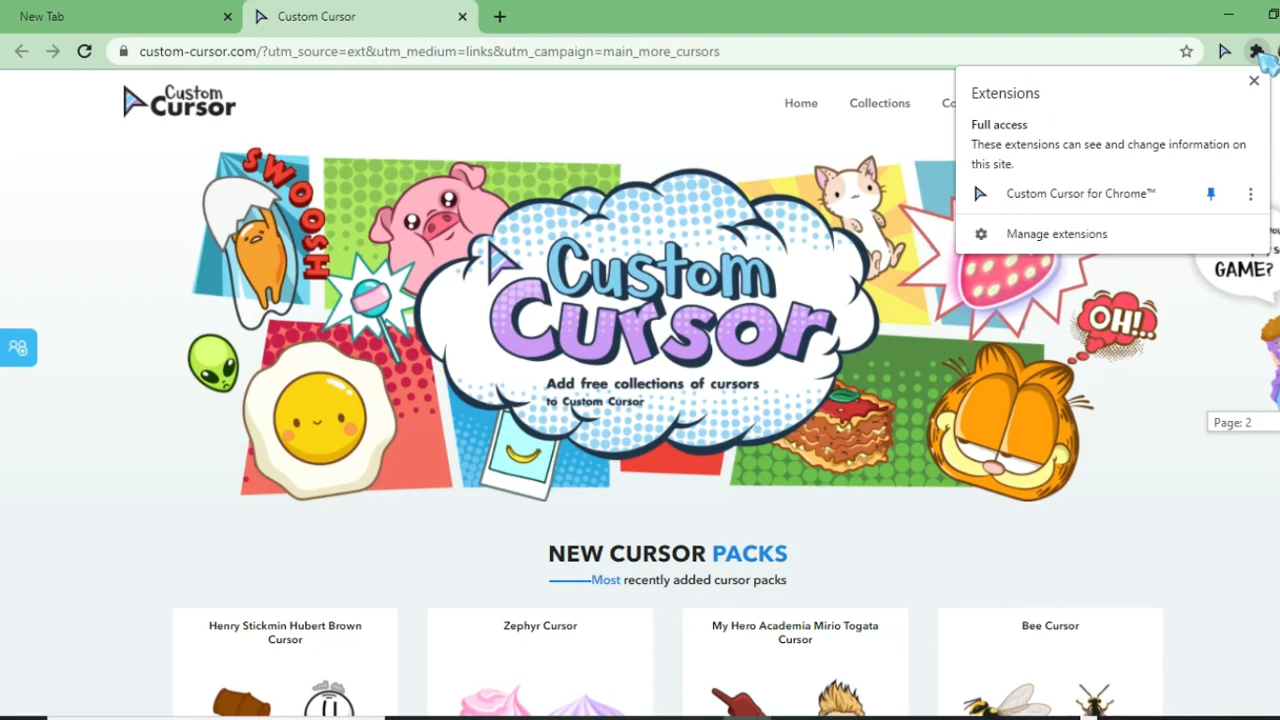 New Tab
Custom Cursor
custom-cursor.com/?utm_source=ext&utm_medium=links&utm_campaign=main_more_cursors
Custom
Cursor
Home
Collections
Extensions
Full access
These extensions can see and change information on
this site.
Custom Cursor for Chrome™
Manage extensions
SWOOSH
Custom
Cursor
Add free collections of cursors
to Custom Cursor
GAME?
OH!..
Page: 2
NEW CURSOR PACKS
Most recently added cursor packs
Henry Stickmin Hubert Brown
Cursor
Zephyr Cursor
My Hero Academia Mirio Togata
Cursor
Bee Cursor